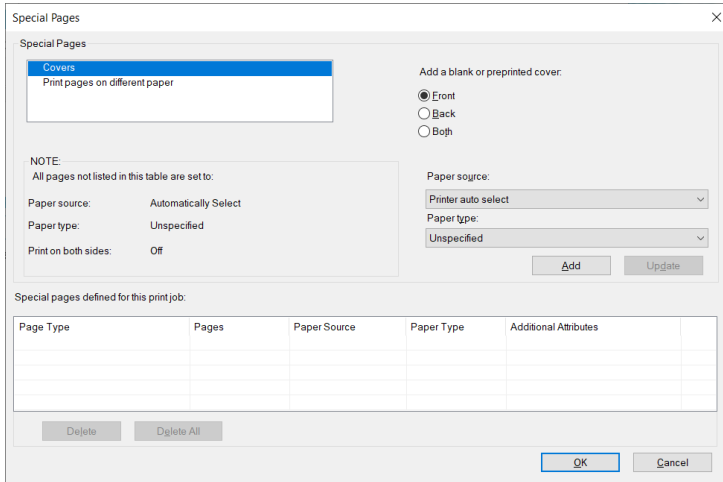 Special Pages
Special Pages
Covers
Print pages on different paper
Add a blank or preprinted cover:
Front
Back
Both
NOTE:
All pages not listed in this table are set to:
Paper source: Automatically Select
Paper type: Unspecified
Print on both sides: Off
Paper source:
Printer auto select
Paper type:
Unspecified
Add Update
Special pages defined for this print job:
Page Type Pages Paper Source Paper Type Additional Attributes
Delete Delete All
OK Cancel